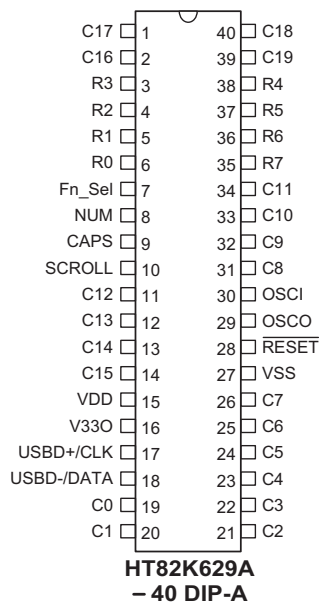 C17 1 40 C18
C16 2 39 C19
R3 3 38 R4
R2 4 37 R5
R1 5 36 R6
R0 6 35 R7
Fn_Sel 7 34 C11
NUM 8 33 C10
CAPS 9 32 C9
SCROLL 10 31 C8
C12 11 30 OSCI
C13 12 29 OSCO
C14 13 28 RESET
C15 14 27 VSS
VDD 15 26 C7
V33O 16 25 C6
USBD+/CLK 17 24 C5
USBD-/DATA 18 23 C4
C0 19 22 C3
C1 20 21 C2
HT82K629A
– 40 DIP-A